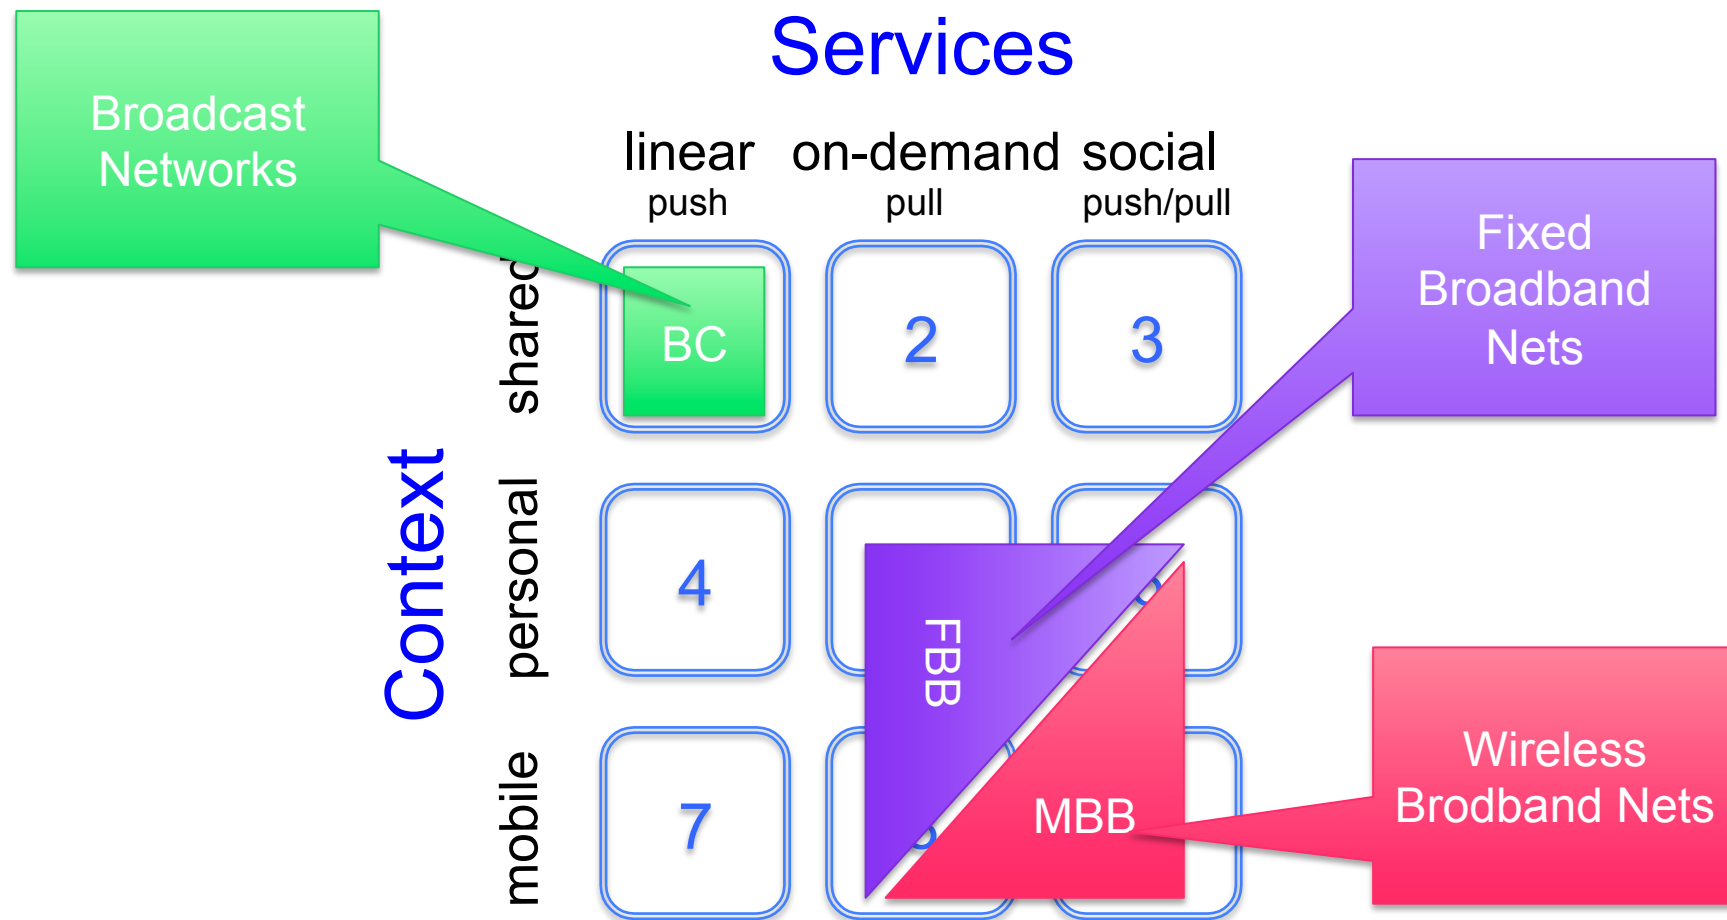 Services
Broadcast
Networks
linear on-demand social
push pull push/pull
Fixed
Broadband
Nets
shared
BC
2
3
Context
personal
4
FBB
mobile
7
MBB
Wireless
Brodband Nets